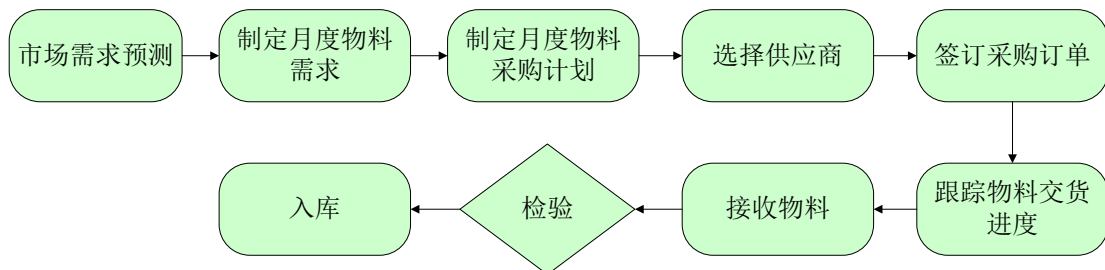 市场需求预测
制定月度物料
需求
制定月度物料
采购计划
选择供应商
签订采购订单
跟踪物料交货
进度
接收物料
检验
入库